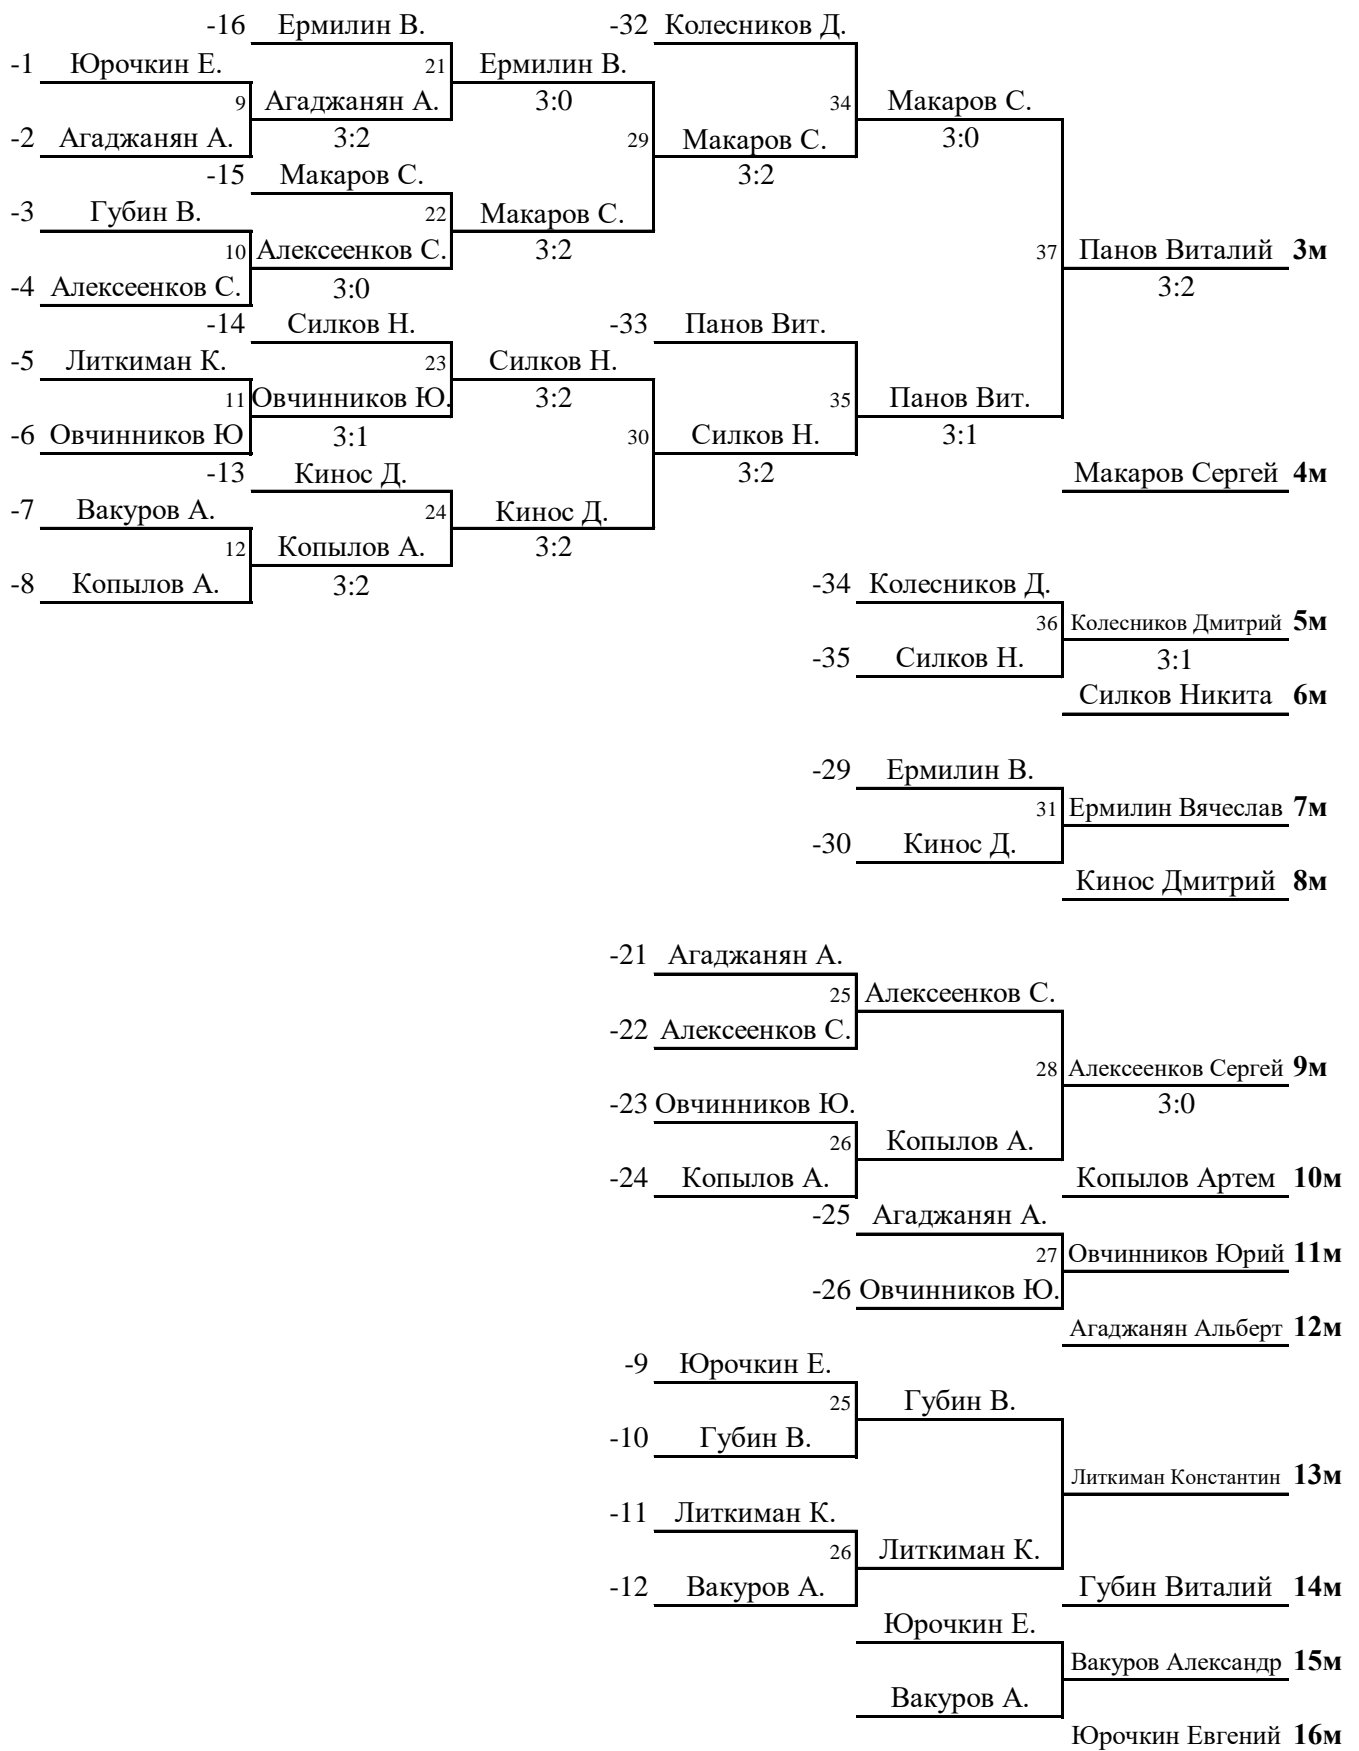 -16 Ермилин В. -32 Колесников Д.
-1 Юрочкин Е. 21 Ермилин В.
9 Агаджанян А. 3:0 34 Макаров С.
-2 Агаджанян А. 3:2 29 Макаров С. 3:0
-15 Макаров С. 3:2
-3 Губин В. 22 Макаров С.
10 Алексеенков С. 3:2 37 Панов Виталий 3м
-4 Алексеенков С. 3:0 3:2
-14 Силков Н. -33 Панов Вит.
-5 Литкиман К. 23 Силков Н.
11 Овчинников Ю. 3:2 35 Панов Вит.
-6 Овчинников Ю 3:1 30 Силков Н. 3:1
-13 Кинос Д. 3:2 Макаров Сергей 4м
-7 Вакуров А. 24 Кинос Д.
12 Копылов А. 3:2
-8 Копылов А. 3:2 -34 Колесников Д.
36 Колесников Дмитрий 5м
-35 Силков Н. 3:1
Силков Никита 6м
-29 Ермилин В.
31 Ермилин Вячеслав 7м
-30 Кинос Д.
Кинос Дмитрий 8м
-21 Агаджанян А.
25 Алексеенков С.
-22 Алексеенков С.
28 Алексеенков Сергей 9м
-23 Овчинников Ю. 3:0
26 Копылов А.
-24 Копылов А. Копылов Артем 10м
-25 Агаджанян А.
27 Овчинников Юрий 11м
-26 Овчинников Ю.
Агаджанян Альберт 12м
-9 Юрочкин Е.
25 Губин В.
-10 Губин В.
Литкиман Константин 13м
-11 Литкиман К.
26 Литкиман К.
-12 Вакуров А. Губин Виталий 14м
Юрочкин Е.
Вакуров Александр 15м
Вакуров А.
Юрочкин Евгений 16м